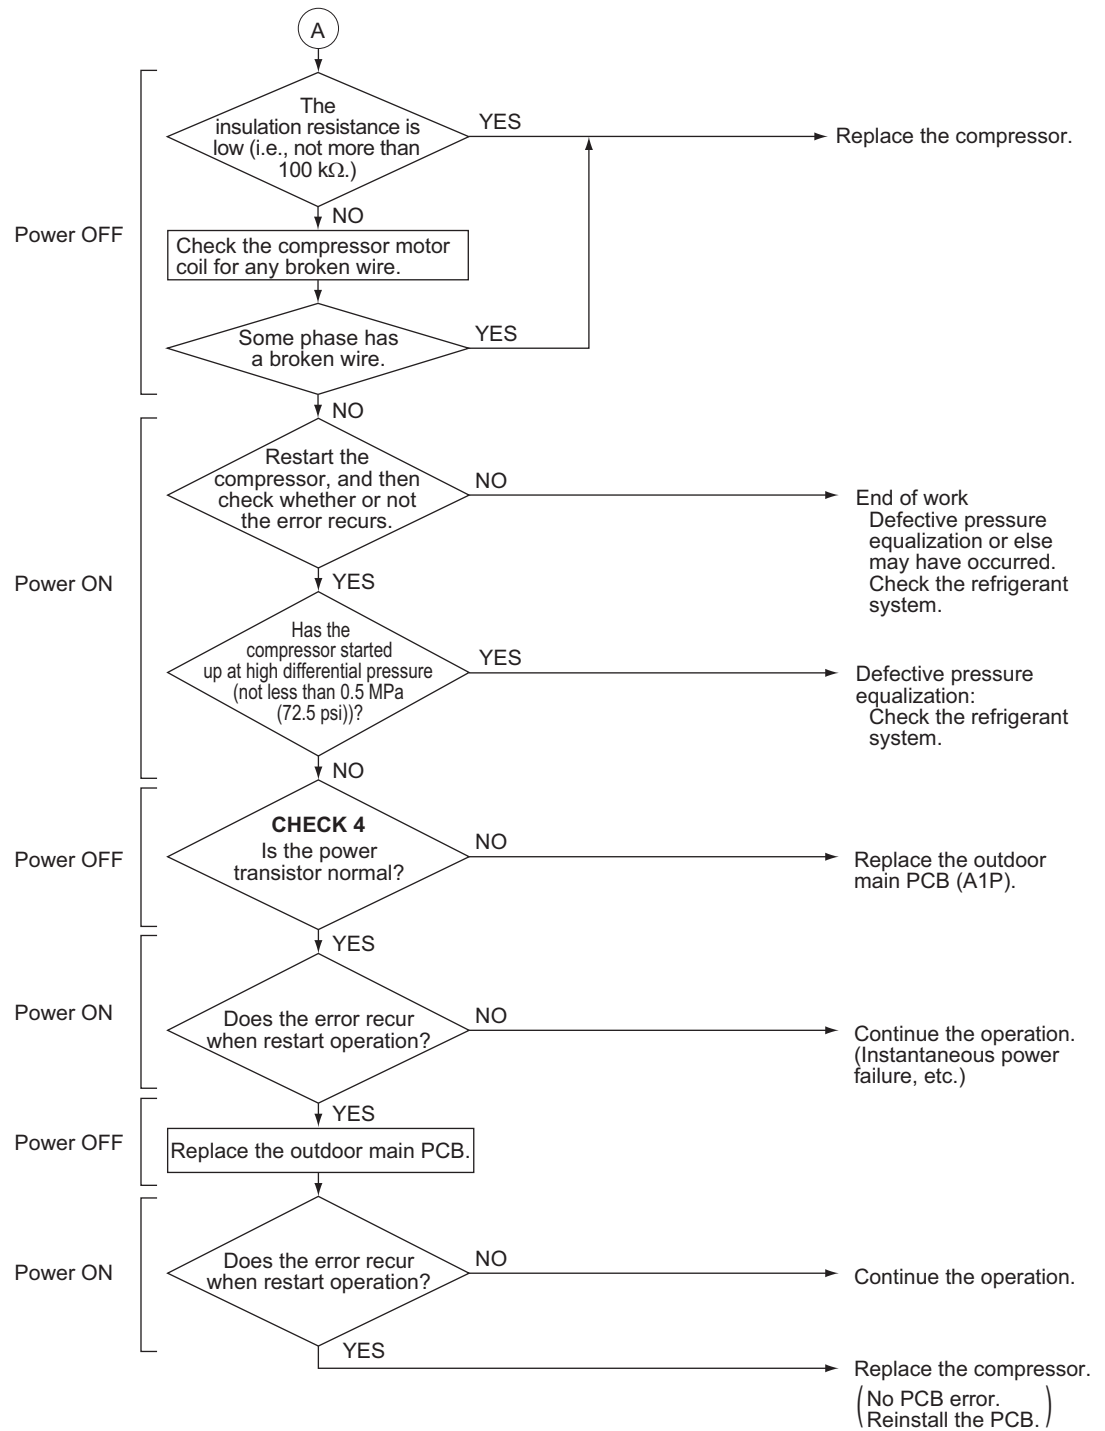 A
The
insulation resistance is
low (i.e., not more than
100 kΩ.)
YES
Replace the compressor.
NO
Power OFF
Check the compressor motor
coil for any broken wire.
Some phase has
a broken wire.
YES
NO
Restart the
compressor, and then
check whether or not
the error recurs.
NO
End of work
Defective pressure
equalization or else
may have occurred.
Check the refrigerant
system.
Power ON
YES
Has the
compressor started
up at high differential pressure
(not less than 0.5 MPa
(72.5 psi))?
YES
Defective pressure
equalization:
Check the refrigerant
system.
NO
Power OFF
CHECK 4
Is the power
transistor normal?
NO
Replace the outdoor
main PCB (A1P).
YES
Power ON
Does the error recur
when restart operation?
NO
Continue the operation.
(Instantaneous power
failure, etc.)
YES
Power OFF
Replace the outdoor main PCB.
Power ON
Does the error recur
when restart operation?
NO
Continue the operation.
YES
Replace the compressor.
(No PCB error.
Reinstall the PCB.)